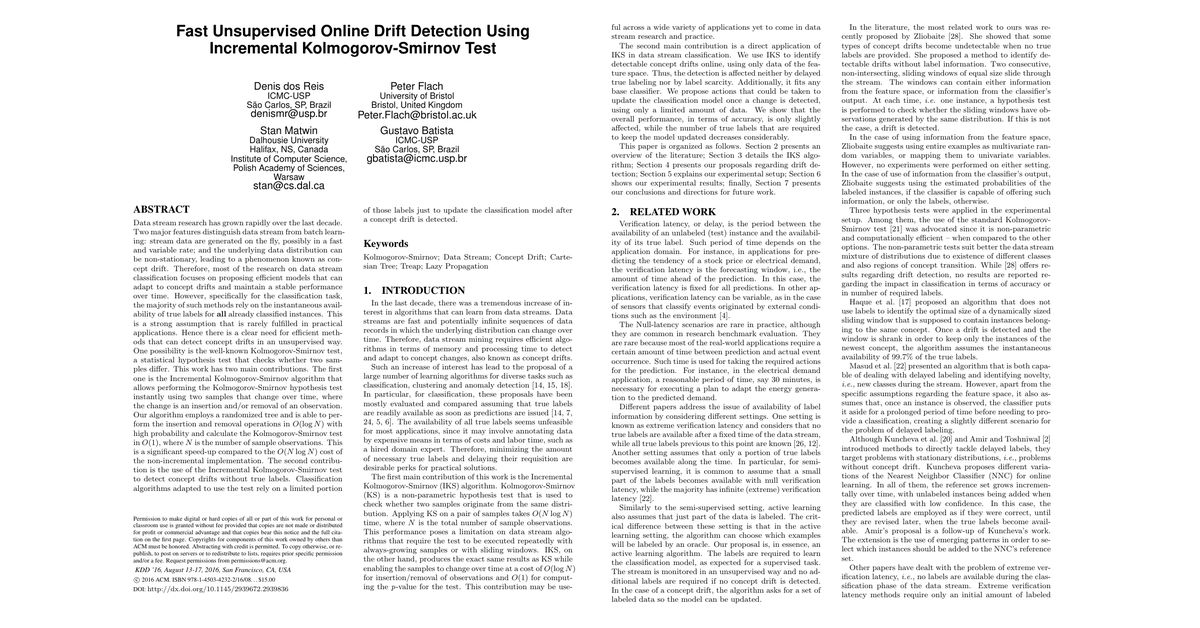 Fast Unsupervised Online Drift Detection Using
Incremental Kolmogorov-Smirnov Test
Denis dos Reis
ICMC-USP
São Carlos, SP, Brazil
denismr@usp.br
Peter Flach
University of Bristol
Bristol, United Kingdom
Peter.Flach@bristol.ac.uk
Stan Matwin
Dalhousie University
Halifax, NS, Canada
Institute of Computer Science,
Polish Academy of Sciences,
Warsaw
stan@cs.dal.ca
Gustavo Batista
ICMC-USP
São Carlos, SP, Brazil
gbatista@icmc.usp.br
ABSTRACT
Data stream research has grown rapidly over the last decade.
Two major features distinguish data stream from batch learn-
ing: stream data are generated on the fly, possibly in a fast
and variable rate; and the underlying data distribution can
be non-stationary, leading to a phenomenon known as con-
cept drift. Therefore, most of the research on data stream
classification focuses on proposing efficient models that can
adapt to concept drifts and maintain a stable performance
over time. However, specifically for the classification task,
the majority of such methods rely on the instantaneous avail-
ability of true labels for all already classified instances. This
is a strong assumption that is rarely fulfilled in practical
applications. Hence there is a clear need for efficient meth-
ods that can detect concept drifts in an unsupervised way.
One possibility is the well-known Kolmogorov-Smirnov test,
a statistical hypothesis test that checks whether two sam-
ples differ. This work has two main contributions. The first
one is the Incremental Kolmogorov-Smirnov algorithm that
allows performing the Kolmogorov-Smirnov hypothesis test
instantly using two samples that change over time, where
the change is an insertion and/or removal of an observation.
Our algorithm employs a randomized tree and is able to per-
form the insertion and removal operations in O(log N) with
high probability and calculate the Kolmogorov-Smirnov test
in O(1), where N is the number of sample observations. This
is a significant speed-up compared to the O(N log N) cost of
the non-incremental implementation. The second contribu-
tion is the use of the Incremental Kolmogorov-Smirnov test
to detect concept drifts without true labels. Classification
algorithms adapted to use the test rely on a limited portion
Permission to make digital or hard copies of all or part of this work for personal or
classroom use is granted without fee provided that copies are not made or distributed
for profit or commercial advantage and that copies bear this notice and the full cita-
tion on the first page. Copyrights for components of this work owned by others than
ACM must be honored. Abstracting with credit is permitted. To copy otherwise, or re-
publish, to post on servers or to redistribute to lists, requires prior specific permission
and/or a fee. Request permissions from permissions@acm.org.
KDD '16, August 13-17, 2016, San Francisco, CA, USA
© 2016 ACM. ISBN 978-1-4503-4232-2/16/08...$15.00
DOI: http://dx.doi.org/10.1145/2939672.2939836
of those labels just to update the classification model after
a concept drift is detected.
Keywords
Kolmogorov-Smirnov; Data Stream; Concept Drift; Carte-
sian Tree; Treap; Lazy Propagation
1. INTRODUCTION
In the last decade, there was a tremendous increase of in-
terest in algorithms that can learn from data streams. Data
streams are fast and potentially infinite sequences of data
records in which the underlying distribution can change over
time. Therefore, data stream mining requires efficient algo-
rithms in terms of memory and processing time to detect
and adapt to concept changes, also known as concept drifts.
Such an increase of interest has lead to the proposal of a
large number of learning algorithms for diverse tasks such as
classification, clustering and anomaly detection [14, 15, 18].
In particular, for classification, these proposals have been
mostly evaluated and compared assuming that true labels
are readily available as soon as predictions are issued [14, 7,
24, 5, 6]. The availability of all true labels seems unfeasible
for most applications, since it may involve annotating data
by expensive means in terms of costs and labor time, such as
a hired domain expert. Therefore, minimizing the amount of
necessary true labels and delaying their requisition are
desirable perks for practical solutions.
The first main contribution of this work is the Incremental
Kolmogorov-Smirnov (IKS) algorithm. Kolmogorov-Smirnov
(KS) is a non-parametric hypothesis test that is used to
check whether two samples originate from the same distri-
bution. Applying KS on a pair of samples takes O(N log N)
time, where N is the total number of sample observations.
This performance poses a limitation on data stream algo-
rithms that require the test to be executed repeatedly with
always-growing samples or with sliding windows. IKS, on
the other hand, produces the exact same results as KS while
enabling the samples to change over time at a cost of O(log N)
for insertion/removal of observations and O(1) for comput-
ing the p-value for the test. This contribution may be use-
ful across a wide variety of applications yet to come in data
stream research and practice.
The second main contribution is a direct application of
IKS in data stream classification. We use IKS to identify
detectable concept drifts online, using only data of the fea-
ture space. Thus, the detection is affected neither by delayed
true labeling nor by label scarcity. Additionally, it fits any
base classifier. We propose actions that could be taken to
update the classification model once a change is detected,
using only a limited amount of data. We show that the
overall performance, in terms of accuracy, is only slightly
affected, while the number of true labels that are required
to keep the model updated decreases considerably.
This paper is organized as follows. Section 2 presents an
overview of the literature; Section 3 details the IKS algo-
rithm; Section 4 presents our proposals regarding drift de-
tection; Section 5 explains our experimental setup; Section 6
shows our experimental results; finally, Section 7 presents
our conclusions and directions for future work.
2. RELATED WORK
Verification latency, or delay, is the period between the
availability of an unlabeled (test) instance and the availabil-
ity of its true label. Such period of time depends on the
application domain. For instance, in applications for pre-
dicting the tendency of a stock price or electrical demand,
the verification latency is the forecasting window, i.e., the
amount of time ahead of the prediction. In this case, the
verification latency is fixed for all predictions. In other appli-
cations, verification latency can be variable, as in the case
of sensors that classify events originated by external condi-
tions such as the environment [4].
The Null-latency scenarios are rare in practice, although
they are common in research benchmark evaluation. They
are rare because most of the real-world applications require a
certain amount of time between prediction and actual event
occurrence. Such time is used for taking the required actions
for the prediction. For instance, in the electrical demand
application, a reasonable period of time, say 30 minutes, is
necessary for executing a plan to adapt the energy genera-
tion to the predicted demand.
Different papers address the issue of availability of label
information by considering different settings. One setting is
known as extreme verification latency and considers that no
true labels are available after a fixed time of the data stream,
while all true labels previous to this point are known [26, 12].
Another setting assumes that only a portion of true labels
becomes available along the time. In particular, for semi-
supervised learning, it is common to assume that a small
part of the labels becomes available with null verification
latency, while the majority has infinite (extreme) verification
latency [22].
Similarly to the semi-supervised setting, active learning
also assumes that just part of the data is labeled. The cri-
tical difference between these setting is that in the active
learning setting, the algorithm can choose which examples
will be labeled by an oracle. Our proposal is, in essence, an
active learning algorithm. The labels are required to learn
the classification model, as expected for a supervised task.
The stream is monitored in an unsupervised way and no ad-
ditional labels are required if no concept drift is detected.
In the case of a concept drift, the algorithm asks for a set of
labeled data so the model can be updated.
In the literature, the most related work to ours was re-
cently proposed by Zliobaite [28]. She showed that some
types of concept drifts become undetectable when no true
labels are provided. She proposed a method to identify de-
tectable drifts without label information. Two consecutive,
non-intersecting, sliding windows of equal size slide through
the stream. The windows can contain either information
from the feature space, or information from the classifier's
output. At each time, i.e. one instance, a hypothesis test
is performed to check whether the sliding windows have ob-
servations generated by the same distribution. If this is not
the case, a drift is detected.
In the case of using information from the feature space,
Zliobaite suggests using entire examples as multivariate ran-
dom variables, or mapping them to univariate variables.
However, no experiments were performed on either setting.
In the case of use of information from the classifier's output,
Zliobaite suggests using the estimated probabilities of the
labeled instances, if the classifier is capable of offering such
information, or only the labels, otherwise.
Three hypothesis tests were applied in the experimental
setup. Among them, the use of the standard Kolmogorov-
Smirnov test [21] was advocated since it is non-parametric
and computationally efficient – when compared to the other
options. The non-parametric tests suit better the data stream
mixture of distributions due to existence of different classes
and also regions of concept transition. While [28] offers re-
sults regarding drift detection, no results are reported re-
garding the impact in classification in terms of accuracy or
in number of required labels.
Haque et al. [17] proposed an algorithm that does not
use labels to identify the optimal size of a dynamically sized
sliding window that is supposed to contain instances belong-
ing to the same concept. Once a drift is detected and the
window is shrank in order to keep only the instances of the
newest concept, the algorithm assumes the instantaneous
availability of 99.7% of the true labels.
Masud et al. [22] presented an algorithm that is both capa-
ble of dealing with delayed labeling and identifying novelty,
i.e., new classes during the stream. However, apart from the
specific assumptions regarding the feature space, it also as-
sumes that, once an instance is observed, the classifier puts
it aside for a prolonged period of time before needing to pro-
vide a classification, creating a slightly different scenario for
the problem of delayed labeling.
Although Kuncheva et al. [20] and Amir and Toshniwal [2]
introduced methods to directly tackle delayed labels, they
target problems with stationary distributions, i.e., problems
without concept drift. Kuncheva proposes different varia-
tions of the Nearest Neighbor Classifier (NNC) for online
learning. In all of them, the reference set grows incremen-
tally over time, with unlabeled instances being added when
they are classified with low confidence. In this case, the
predicted labels are employed as if they were correct, until
they are revised later, when the true labels become avail-
able. Amir's proposal is a follow-up of Kuncheva's work.
The extension is the use of emerging patterns in order to se-
lect which instances should be added to the NNC's reference
set.
Other papers have dealt with the problem of extreme ver-
ification latency, i.e., no labels are available during the clas-
sification phase of the data stream. Extreme verification
latency methods require only an initial amount of labeled